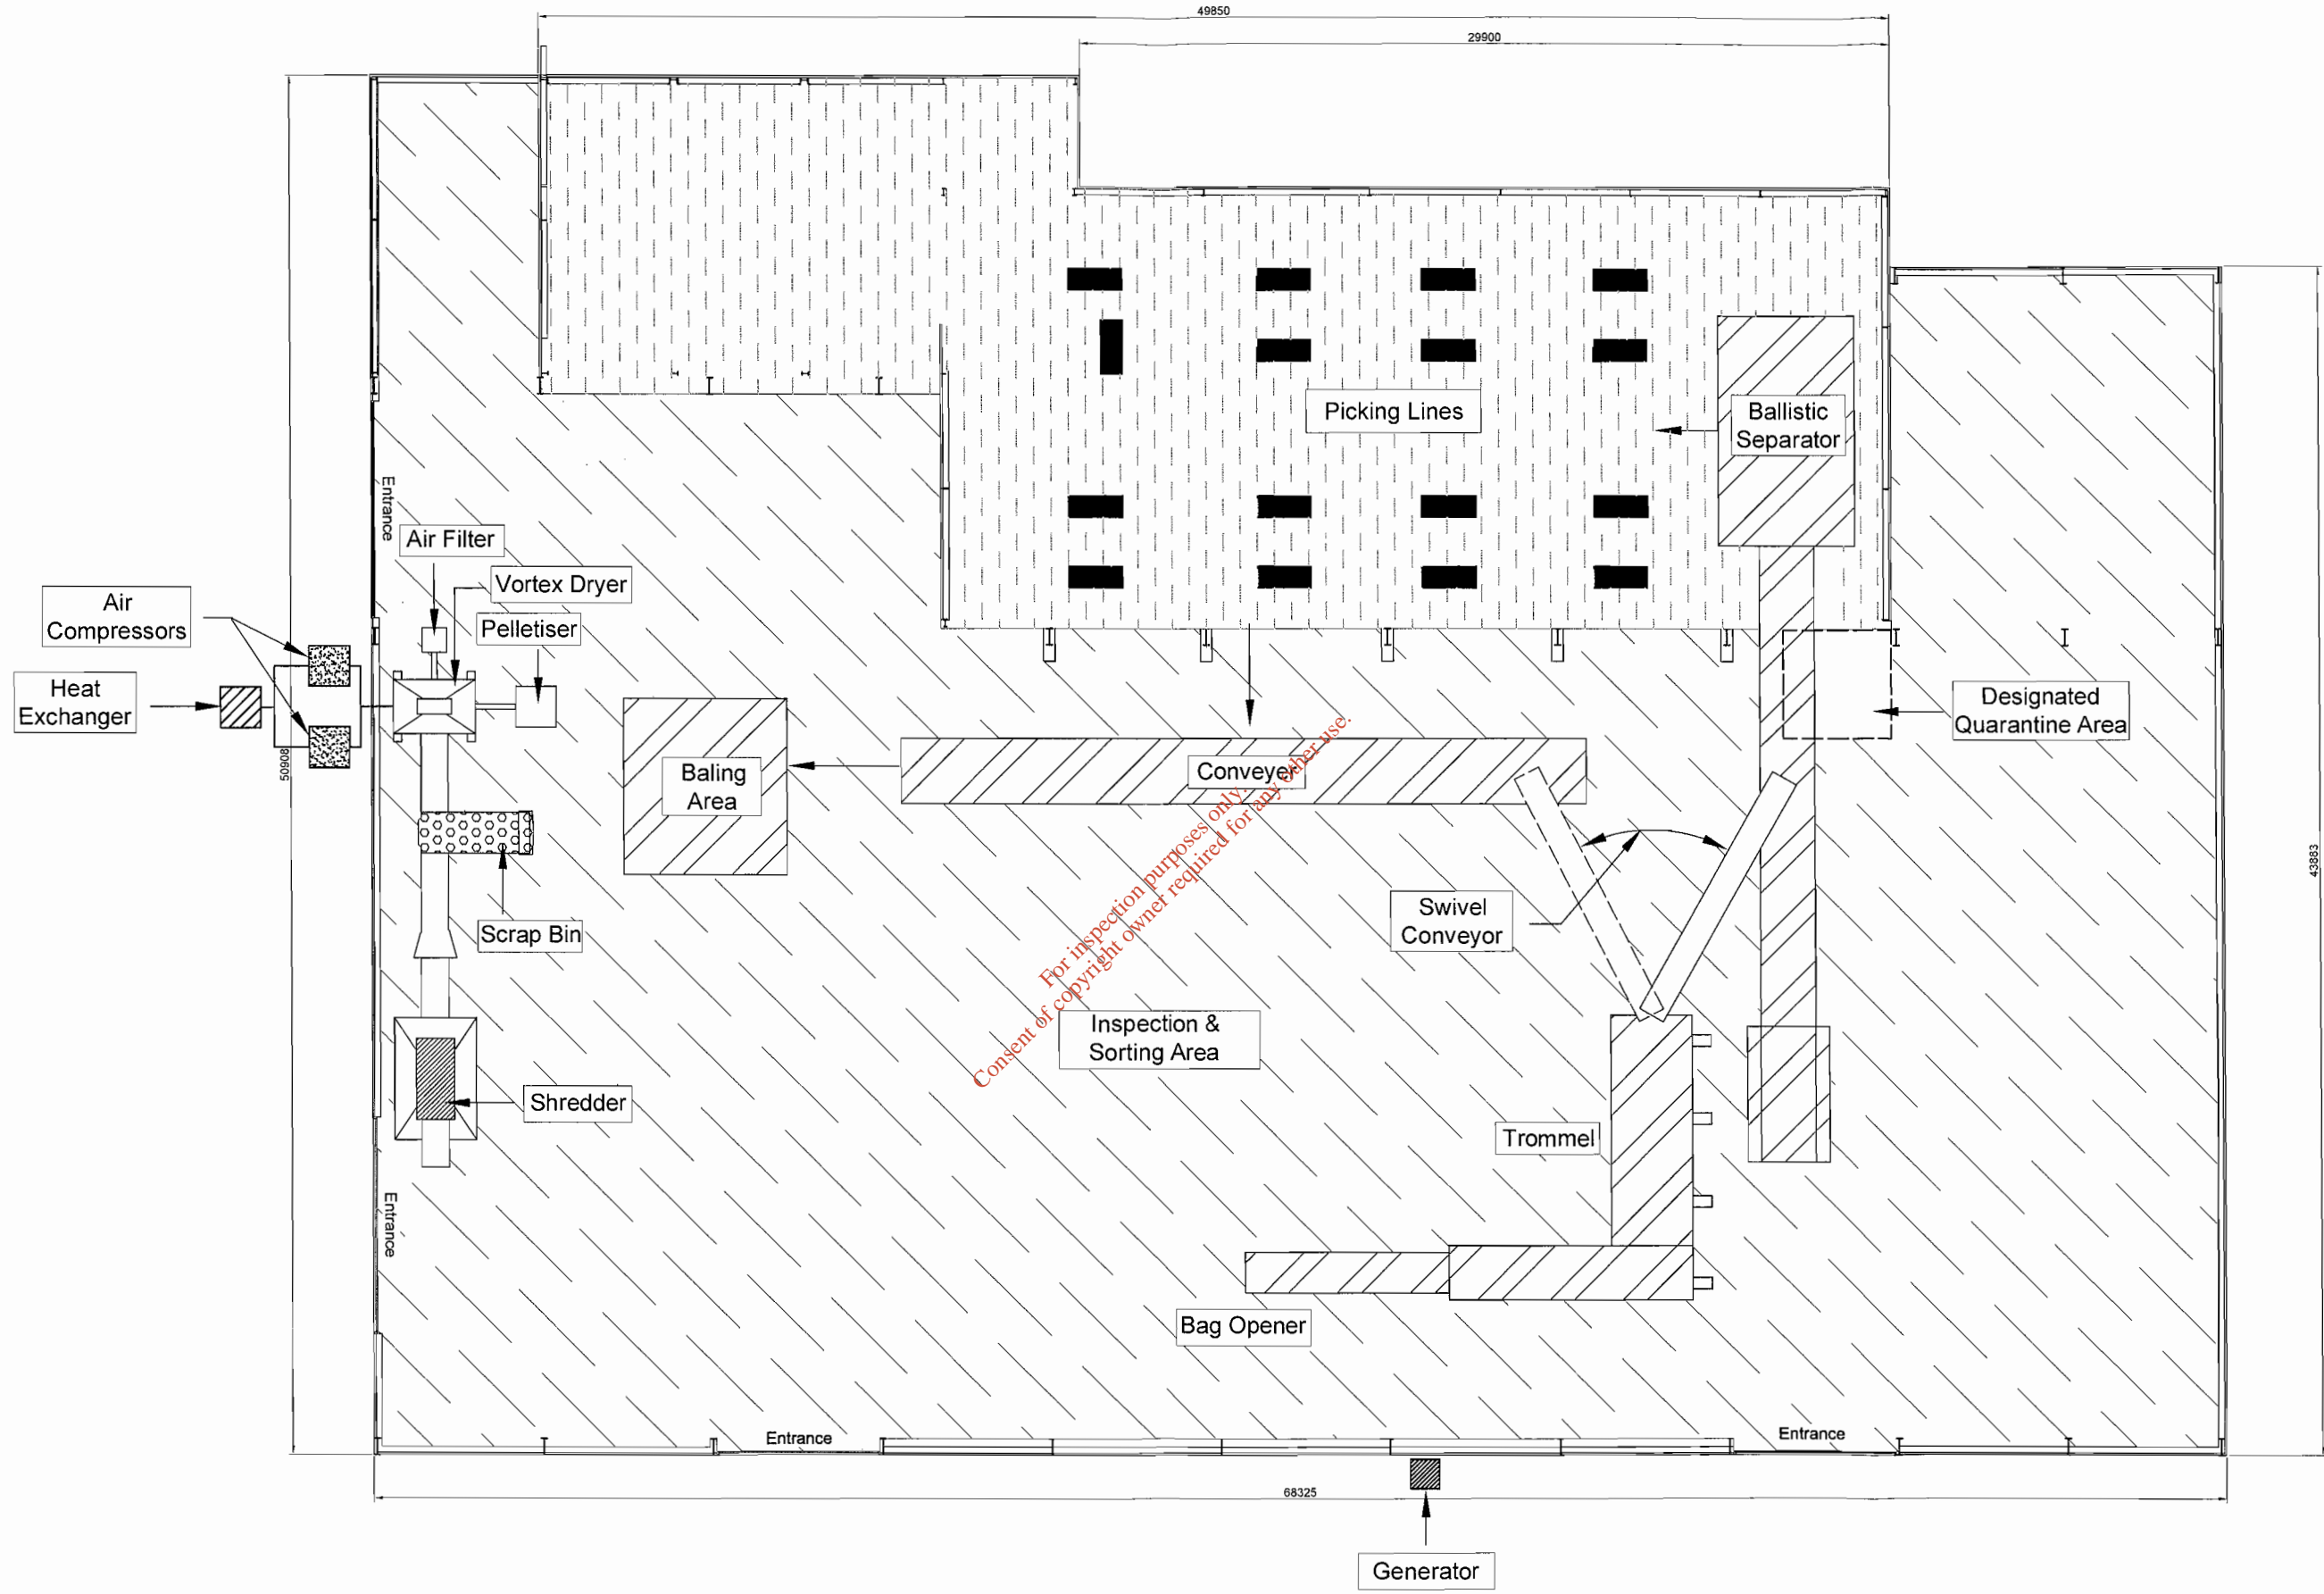 49850
29900
Picking Lines
Ballistic
Separator
Entrance
Air Filter
Vortex Dryer
Pelletiser
Air
Compressors
Heat
Exchanger
50908
Designated
Quarantine Area
Baling
Area
Conveyer
43883
Scrap Bin
Swivel
Conveyor
For inspection purposes only.
Consent of copyright owner required for any other use.
Inspection &
Sorting Area
Shredder
Trommel
Entrance
Bag Opener
Entrance
Entrance
68325
Generator